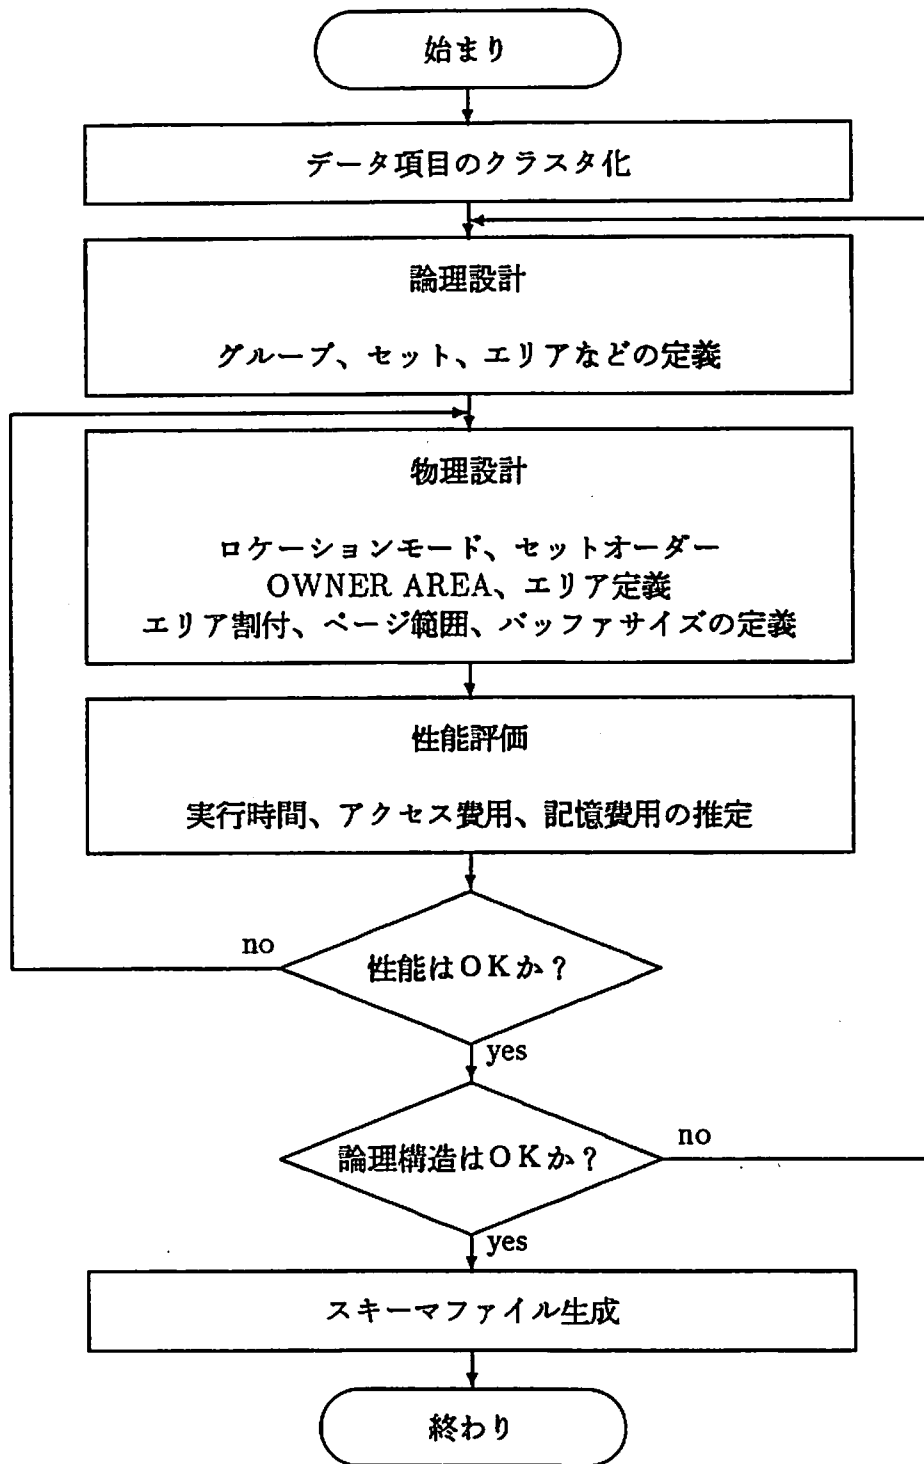 始まり
データ項目のクラスタ化
論理設計
グループ、セット、エリアなどの定義
物理設計
ロケーションモード、セットオーダー
OWNER AREA、エリア定義
エリア割付、ページ範囲、バッファサイズの定義
性能評価
実行時間、アクセス費用、記憶費用の推定
no
性能はOKか?
yes
論理構造はOKか?
no
yes
スキーマファイル生成
終わり